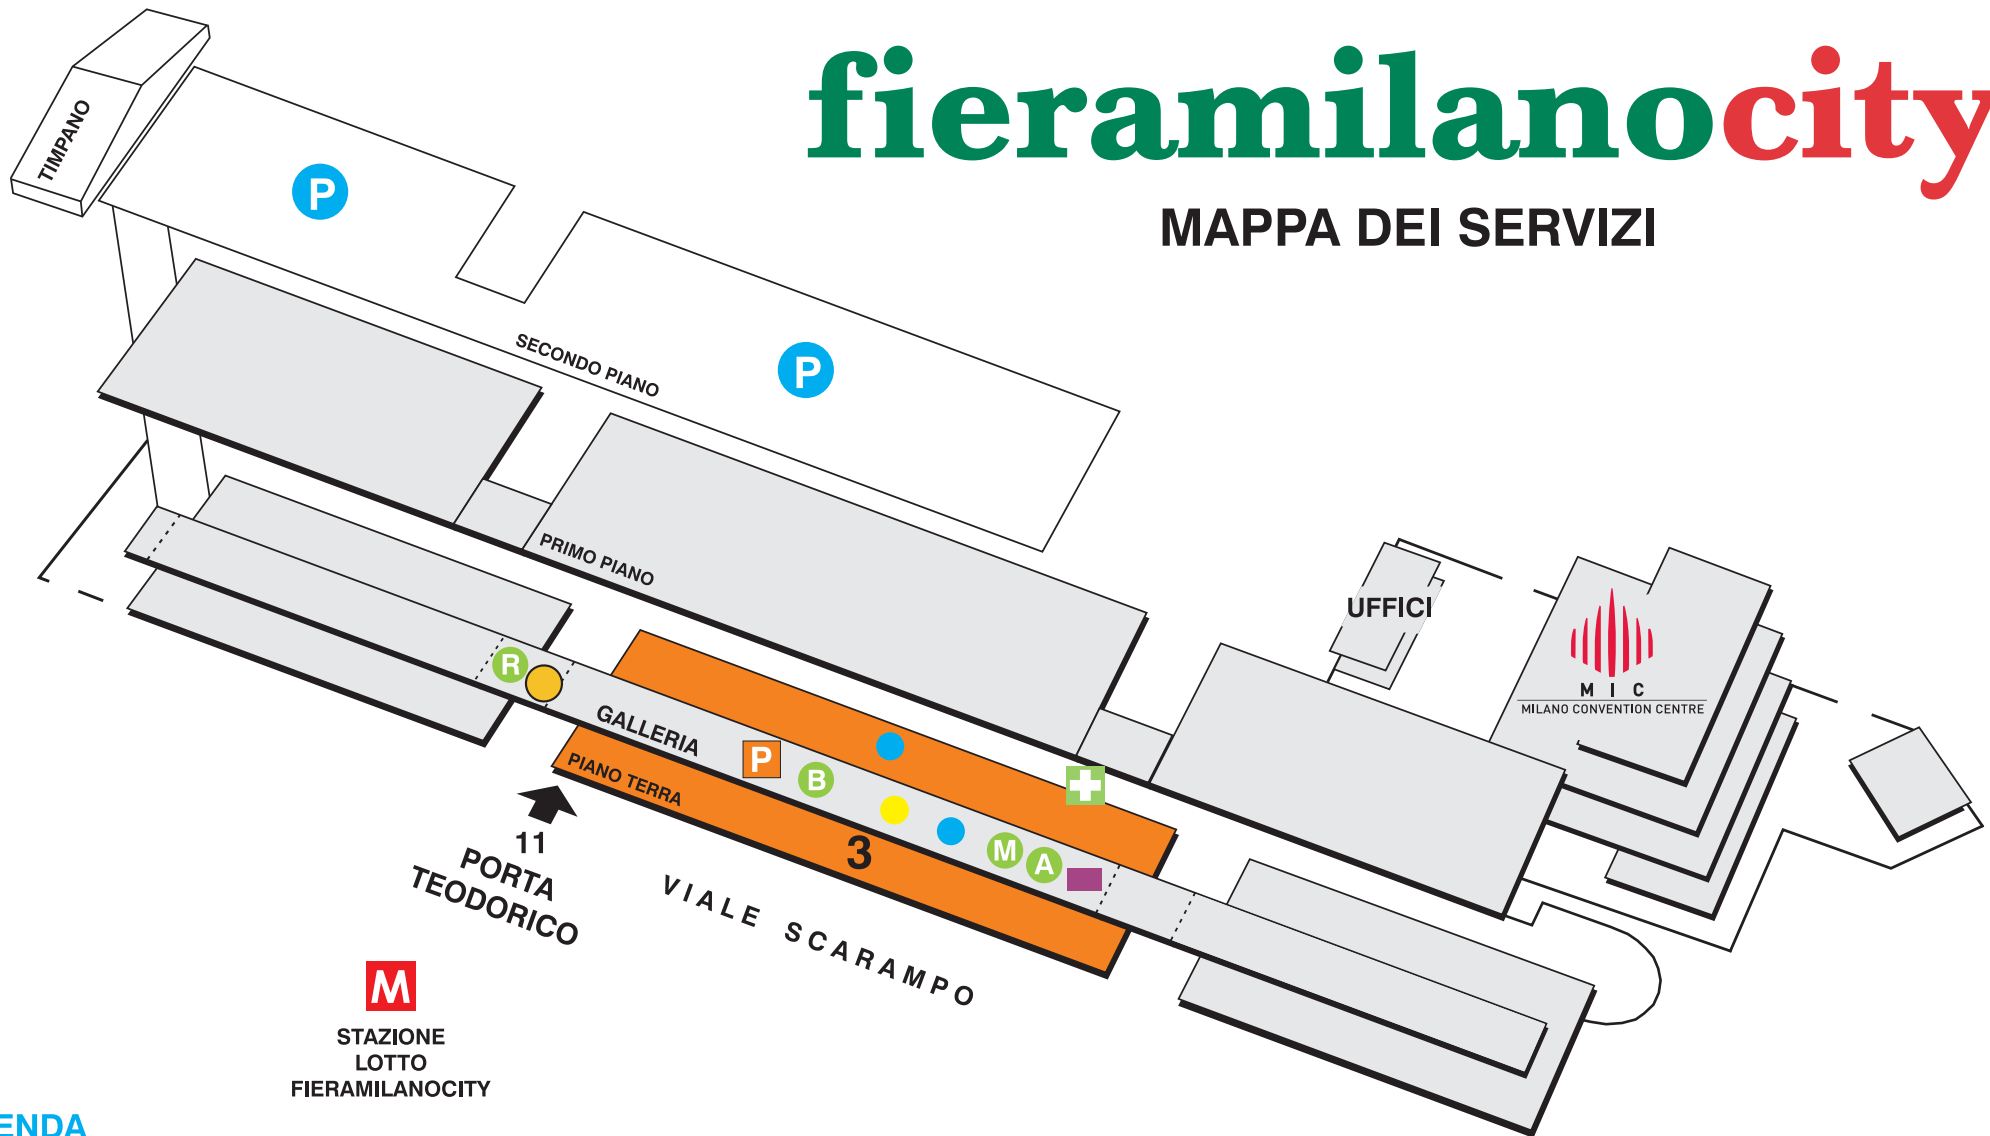 fieramilanocity
MAPPA DEI SERVIZI
TIMPANO
P
SECONDO PIANO
P
PRIMO PIANO
UFFICI
M I C
MILANO CONVENTION CENTRE
R
GALLERIA
P
B
PIANO TERRA
3
M
A
11
PORTA
TEODORICO
VIALE SCARAMPO
M
STAZIONE
LOTTO
FIERAMILANOCITY
ENDA